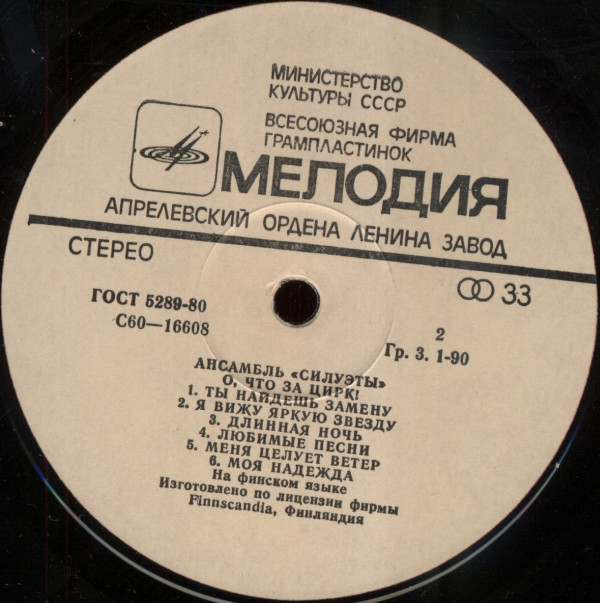 МИНИСТЕРСТВО
КУЛЬТУРЫ СССР
ВСЕСОЮЗНАЯ ФИРМА
ГРАМПЛАСТИНОК
МЕЛОДИЯ
АПРЕЛЕВСКИЙ ОРДЕНА ЛЕНИНА ЗАВОД
СТЕРЕО
33
ГОСТ 5289-80
С60—16608
2
Гр. 3. 1-90
АНСАМБЛЬ «СИЛУЭТЫ»
О, ЧТО ЗА ЦИРК!
1. ТЫ НАЙДЕШЬ ЗАМЕНУ
2. Я ВИЖУ ЯРКУЮ ЗВЕЗДУ
3. ДЛИННАЯ НОЧЬ
4. ЛЮБИМЫЕ ПЕСНИ
5. МЕНЯ ЦЕЛУЕТ ВЕТЕР
6. МОЯ НАДЕЖДА
На финском языке
Изготовлено по лицензии фирмы
Finnscandia, Финляндия